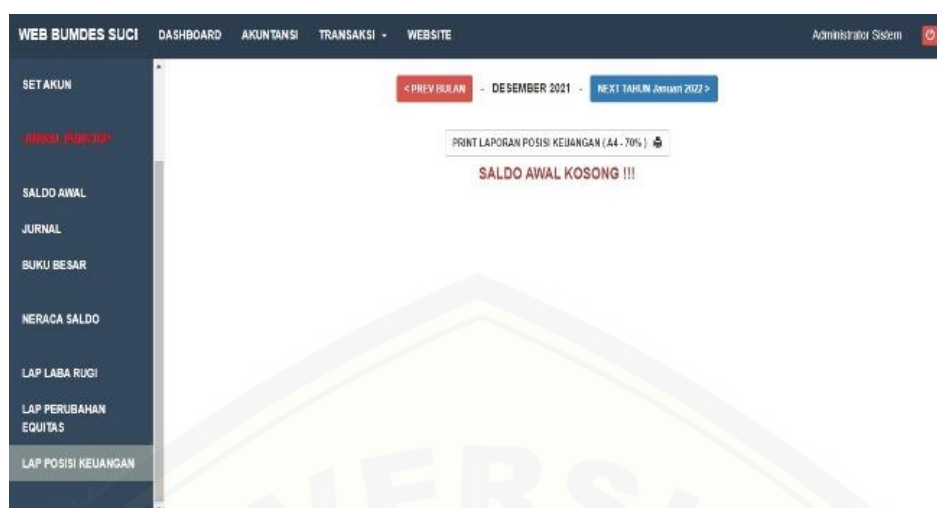 WEB BUMDES SUCI DASHBOARD AKUNTANSI TRANSAKSI WEBSITE Administrator Sistem
< PREV BULAN - DESEMBER 2021 - NEXT TAHUN Januari 2022 >
PRINT LAPORAN POSISI KEUANGAN ( A4 - 70% )
SALDO AWAL KOSONG !!!
SET AKUN
JURNAL PENUTUP
SALDO AWAL
JURNAL
BUKU BESAR
NERACA SALDO
LAP LABA RUGI
LAP PERUBAHAN
EQUITAS
LAP POSISI KEUANGAN